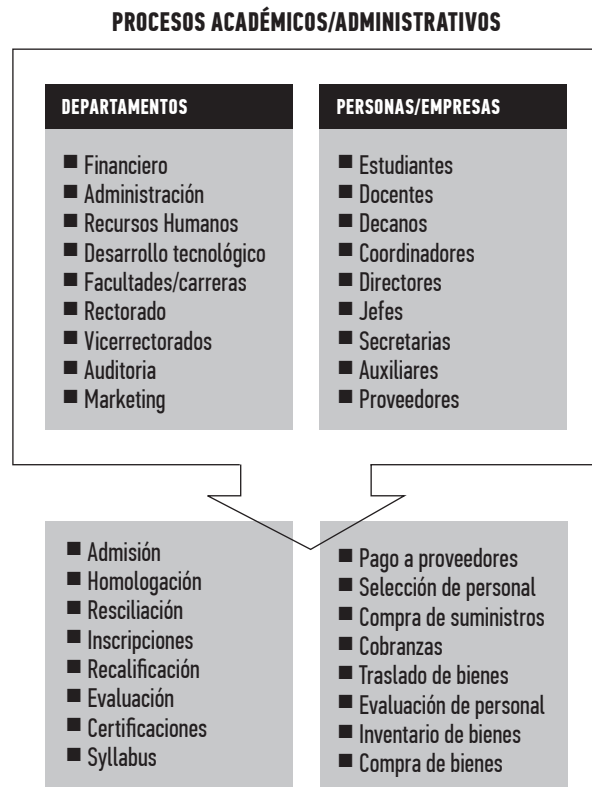 PROCESOS ACADÉMICOS/ADMINISTRATIVOS
DEPARTAMENTOS
■ Financiero
■ Administración
■ Recursos Humanos
■ Desarrollo tecnológico
■ Facultades/carreras
■ Rectorado
■ Vicerrectorados
■ Auditoria
■ Marketing
PERSONAS/EMPRESAS
■ Estudiantes
■ Docentes
■ Decanos
■ Coordinadores
■ Directores
■ Jefes
■ Secretarias
■ Auxiliares
■ Proveedores
■ Admisión
■ Homologación
■ Resciliación
■ Inscripciones
■ Recalificación
■ Evaluación
■ Certificaciones
■ Syllabus
■ Pago a proveedores
■ Selección de personal
■ Compra de suministros
■ Cobranzas
■ Traslado de bienes
■ Evaluación de personal
■ Inventario de bienes
■ Compra de bienes